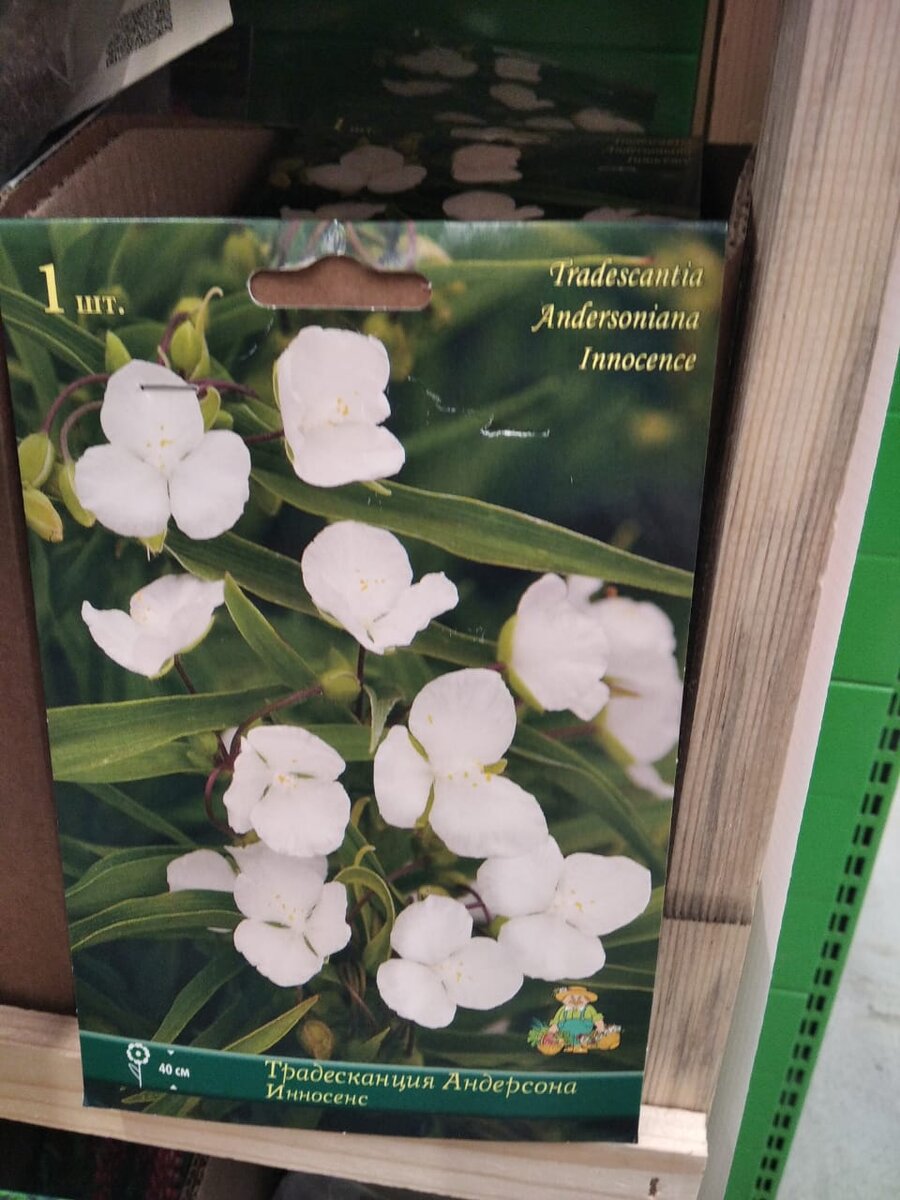 1 шт.
Tradescantia
Andersoniana
Innocence
40 см
Традесканция Андерсона
Инносенс